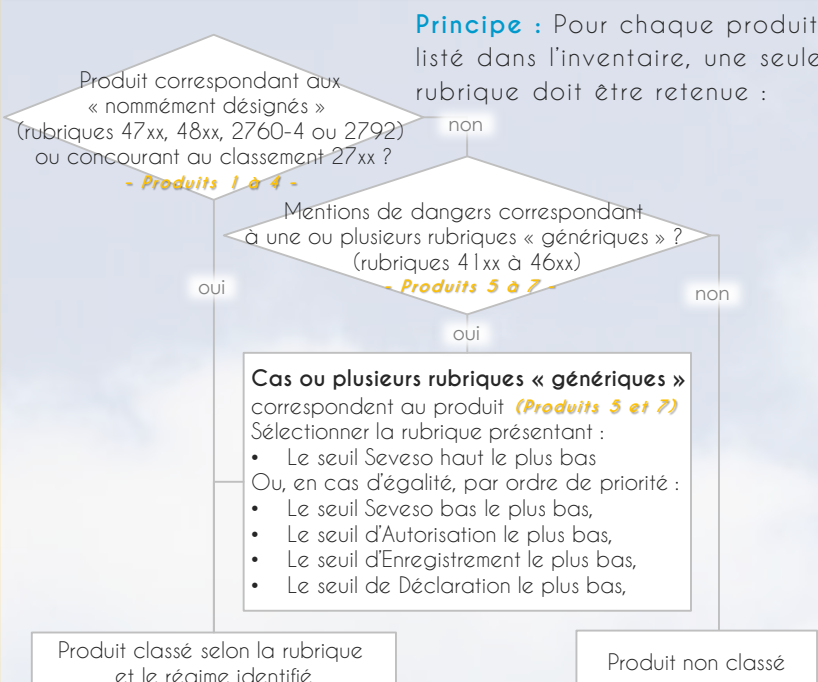 Principe : Pour chaque produit
listé dans l'inventaire, une seule
rubrique doit être retenue :
Produit correspondant aux
« nommément désignés »
(rubriques 47xx, 48xx, 2760-4 ou 2792)
ou concourant au classement 27xx ?
- Produits 1 à 4 -
non
Mentions de dangers correspondant
à une ou plusieurs rubriques « génériques » ?
(rubriques 41xx à 46xx)
- Produits 5 à 7 -
oui
non
oui
Cas ou plusieurs rubriques « génériques »
correspondent au produit (Produits 5 et 7)
Sélectionner la rubrique présentant :
• Le seuil Seveso haut le plus bas
Ou, en cas d'égalité, par ordre de priorité :
• Le seuil Seveso bas le plus bas,
• Le seuil d'Autorisation le plus bas,
• Le seuil d'Enregistrement le plus bas,
• Le seuil de Déclaration le plus bas,
Produit classé selon la rubrique
et le régime identifié
Produit non classé